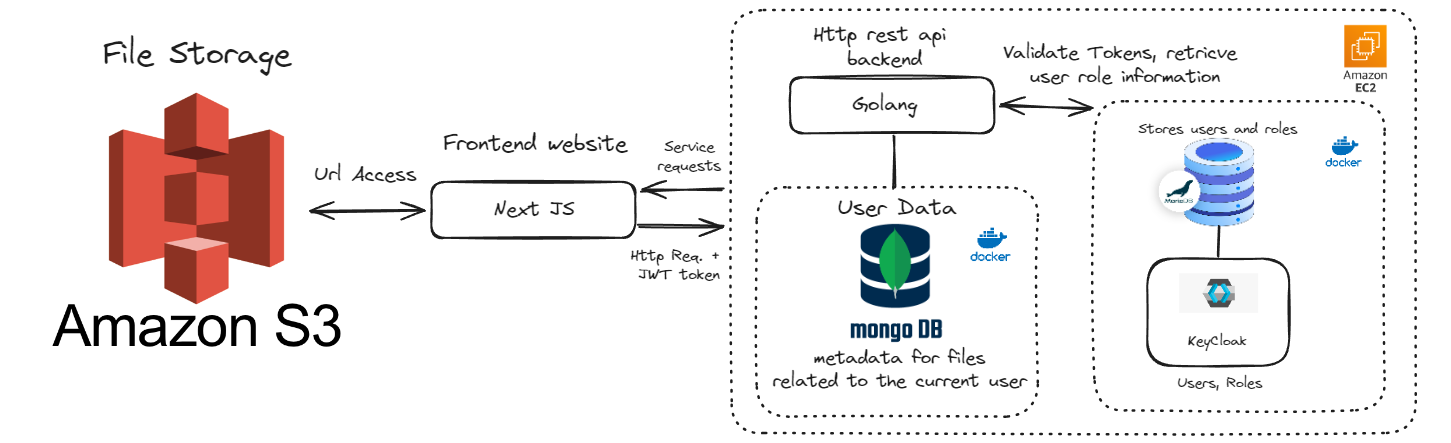 File Storage
Amazon S3
Url Access
Frontend website
Next JS
Service
requests
Http Req. +
JWT token
Http rest api
backend
Golang
Validate Tokens, retrieve
user role information
Amazon
EC2
User Data
docker
mongo DB
metadata for files
related to the current user
Stores users and roles
docker
MariaDB
KeyCloak
Users, Roles